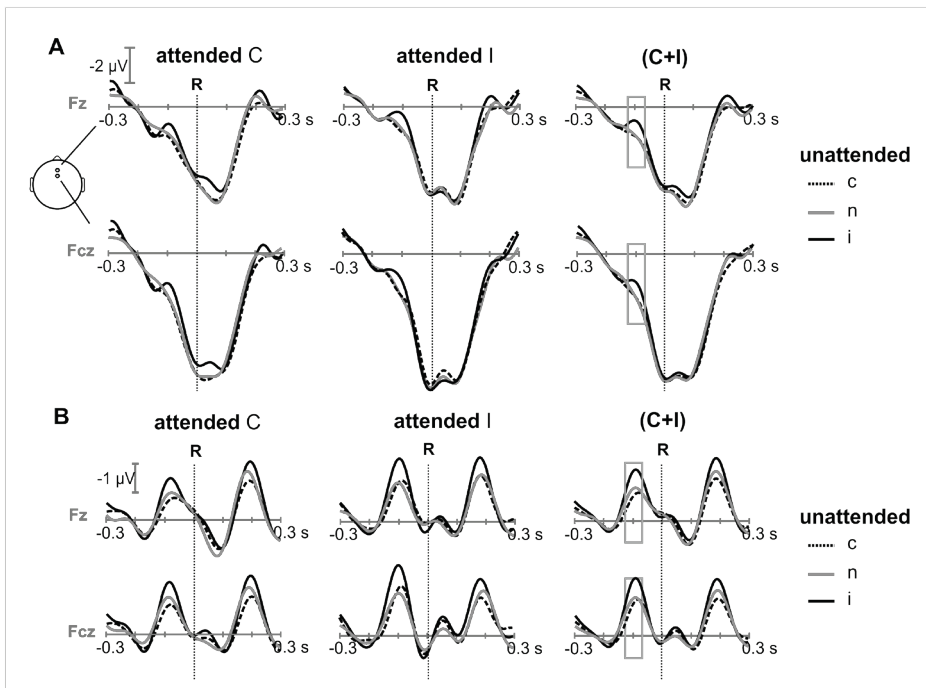 A
attended C
attended I
(C+I)
-2 µV
R
R
R
Fz
-0.3
0.3 s
0.3 s
-0.3
0.3 s
unattended
c
n
i
Fcz
-0.3
0.3 s
-0.3
0.3 s
-0.3
0.3 s
B
attended C
attended I
(C+I)
R
R
R
-1 µV
Fz
-0.3
0.3 s
-0.3
0.3 s
-0.3
0.3 s
unattended
c
n
i
Fcz
-0.3
0.3 s
-0.3
0.3 s
-0.3
0.3 s